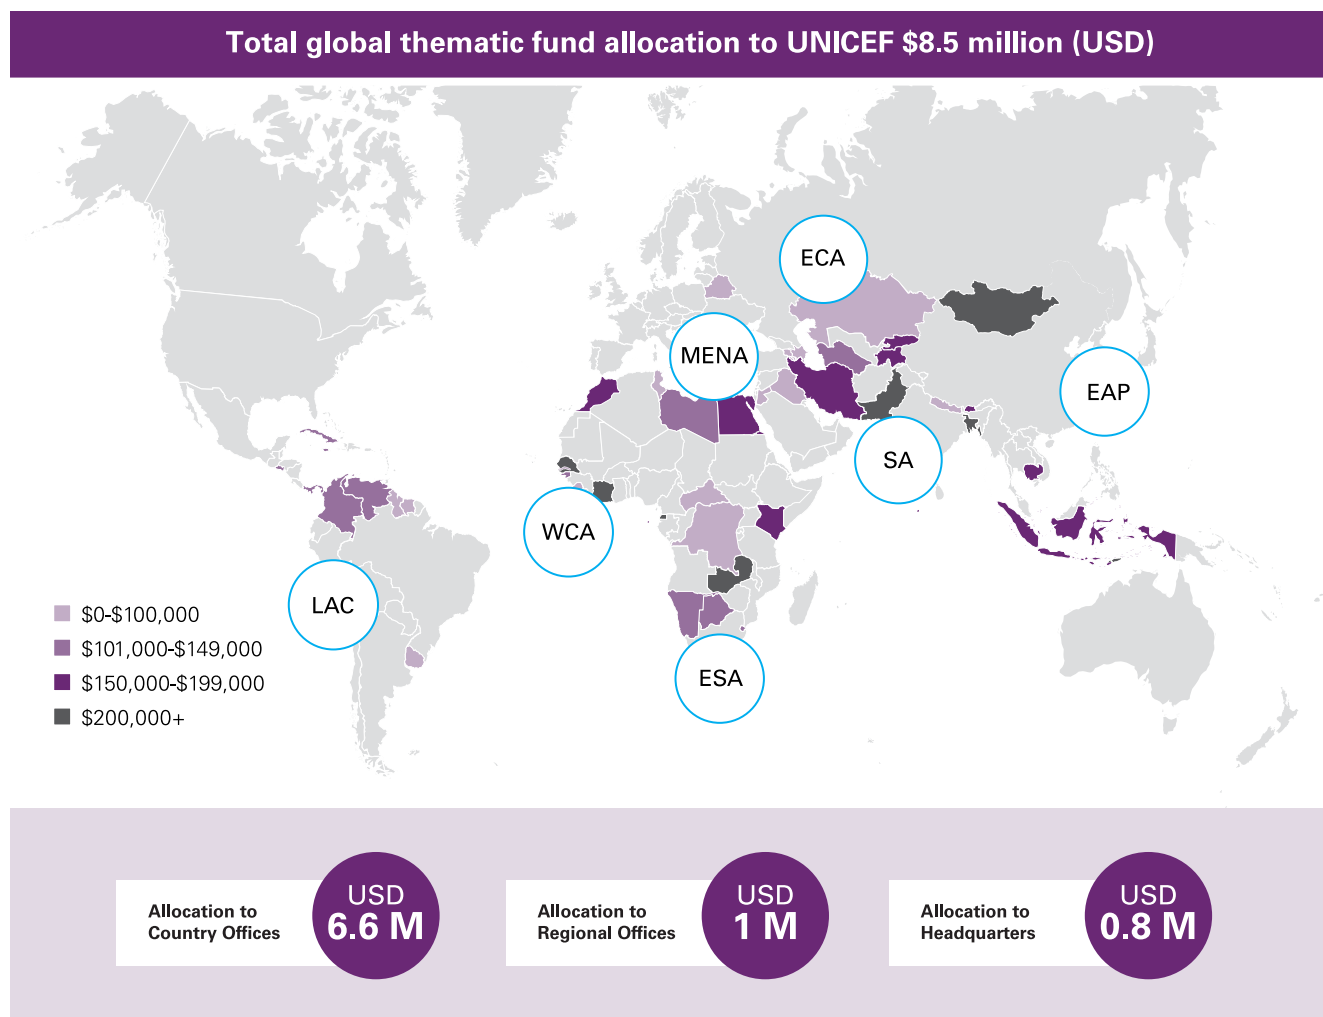 Total global thematic fund allocation to UNICEF $8.5 million (USD)
ECA
MENA
EAP
SA
WCA
LAC
ESA
$0-$100,000
$101,000-$149,000
$150,000-$199,000
$200,000+
Allocation to
Country Offices
USD
6.6 M
Allocation to
Regional Offices
USD
1 M
Allocation to
Headquarters
USD
0.8 M